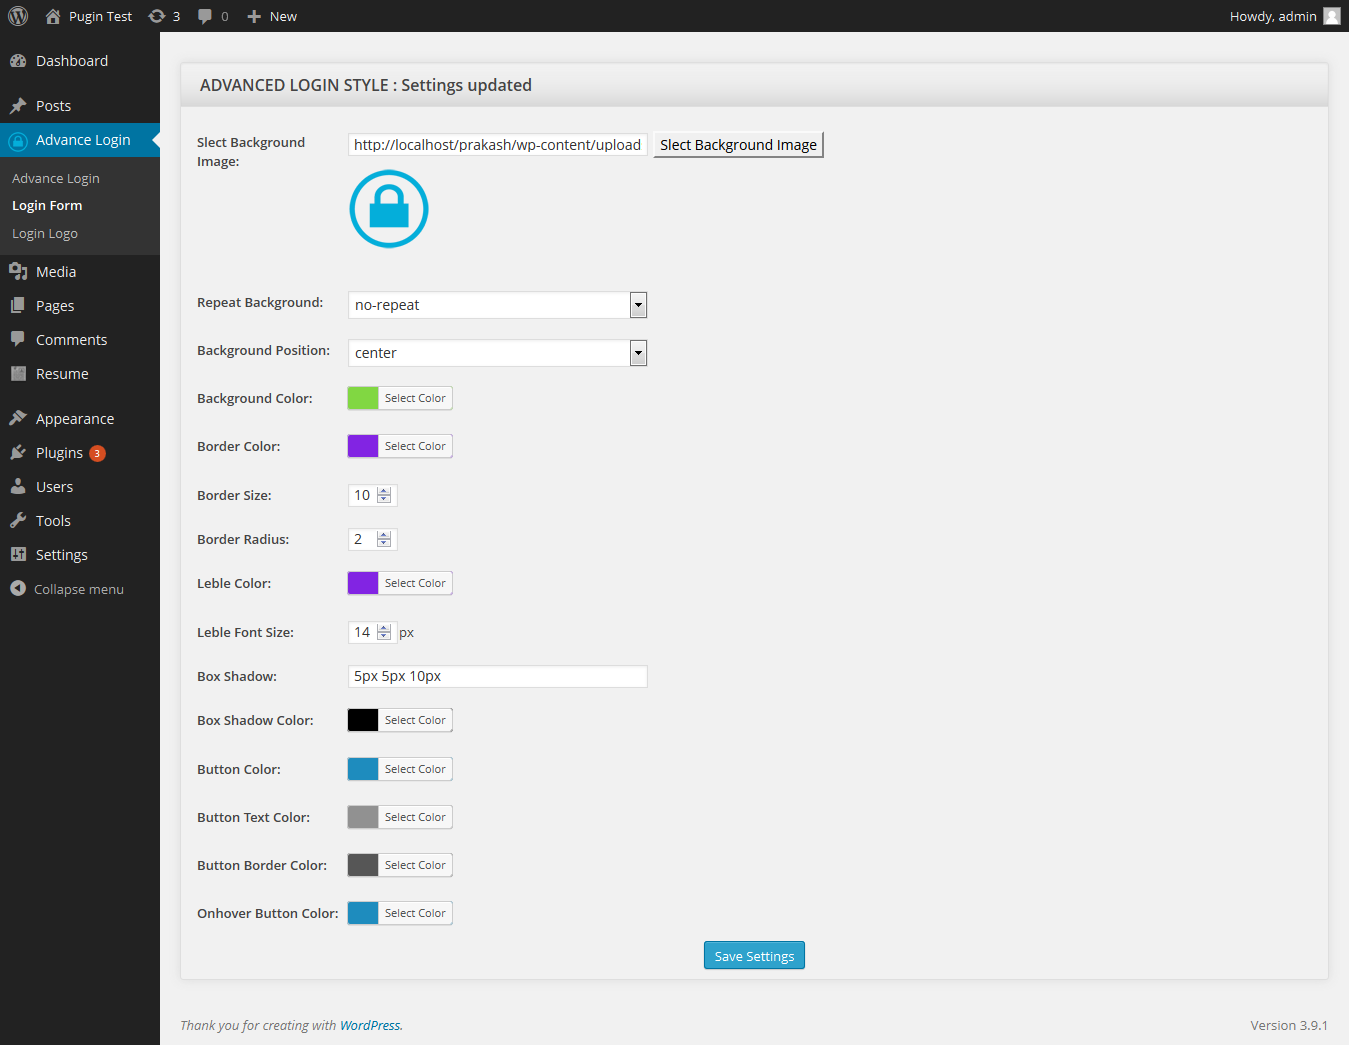 Pugin Test 3 0 New Howdy, admin
Dashboard
Posts
Advance Login
Advance Login
Login Form
Login Logo
Media
Pages
Comments
Resume
Appearance
Plugins 3
Users
Tools
Settings
Collapse menu
ADVANCED LOGIN STYLE : Settings updated
Slect Background
Image:
http://localhost/prakash/wp-content/upload
Slect Background Image
Repeat Background: no-repeat
Background Position: center
Background Color: Select Color
Border Color: Select Color
Border Size: 10
Border Radius: 2
Leble Color: Select Color
Leble Font Size: 14 px
Box Shadow: 5px 5px 10px
Box Shadow Color: Select Color
Button Color: Select Color
Button Text Color: Select Color
Button Border Color: Select Color
Onhover Button Color: Select Color
Save Settings
Thank you for creating with WordPress. Version 3.9.1